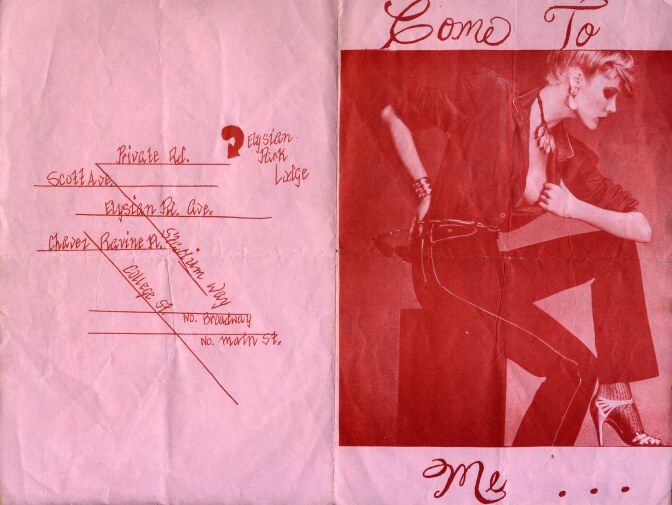 Elysian
Park
Lodge
Private Rd.
Scott Ave.
Elysian Pk. Ave.
Chavez Ravine Pl.
Stadium Way
College St.
No. Broadway
No. Main St.
Come To
Me...